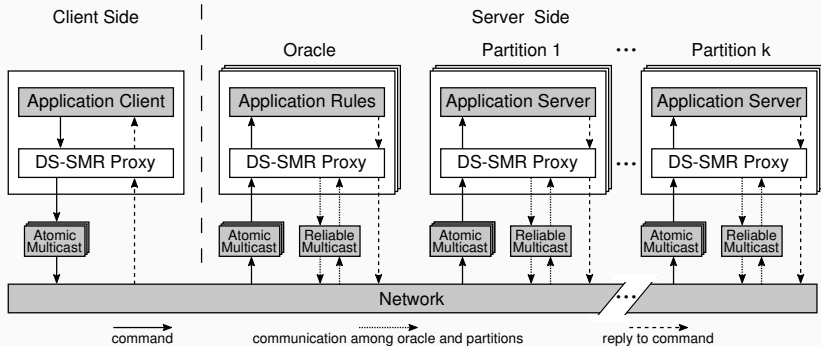 Client Side
Server Side
Oracle
Partition 1
•••
Partition k
Application Client
Application Rules
Application Server
Application Server
DS-SMR Proxy
DS-SMR Proxy
DS-SMR Proxy
•••
DS-SMR Proxy
Atomic
Multicast
Atomic
Multicast
Reliable
Multicast
Atomic
Multicast
Reliable
Multicast
Atomic
Multicast
Reliable
Multicast
Network
•••
command
communication among oracle and partitions
reply to command